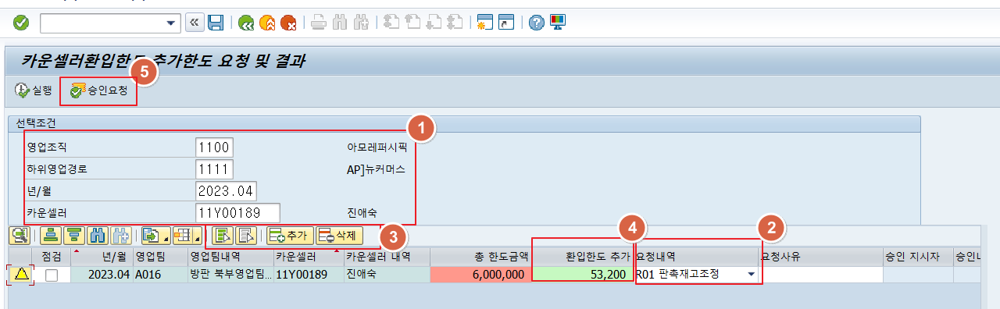 카운셀러환입한도 추가한도 요청 및 결과
5
실행 승인요청
선택조건
1
영업조직 1100 아모레퍼시픽
하위영업경로 1111 AP]뉴커머스
년/월 2023.04
카운셀러 11Y00189 진애숙
추가 삭제
3
4
2
점검 년/월 영업팀 영업팀내역 카운셀러 카운셀러 내역 총 한도금액 환입한도 추가 요청내역 요청사유 승인 지시자
2023.04 A016 방판 북부영업팀... 11Y00189 진애숙 6,000,000 53,200 R01 판촉재고조정